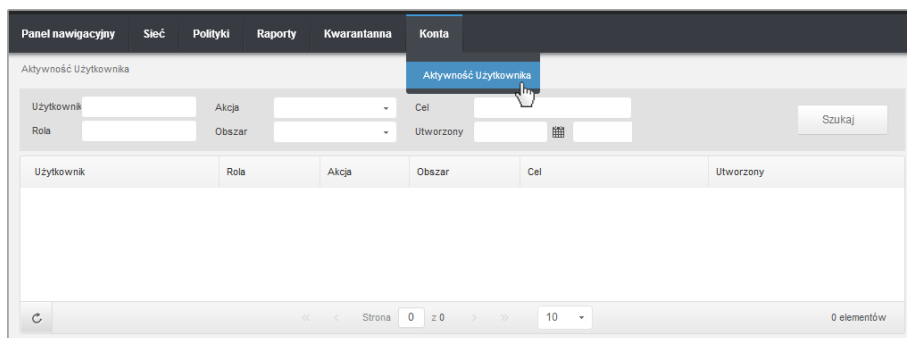 Panel nawigacyjny Sieć Polityki Raporty Kwarantanna Konta
Aktywność Użytkownika Aktywność Użytkownika
Użytkownik Akcja Cel Szukaj
Rola Obszar Utworzony
Użytkownik Rola Akcja Obszar Cel Utworzony
Strona 0 z 0 10 0 elementów